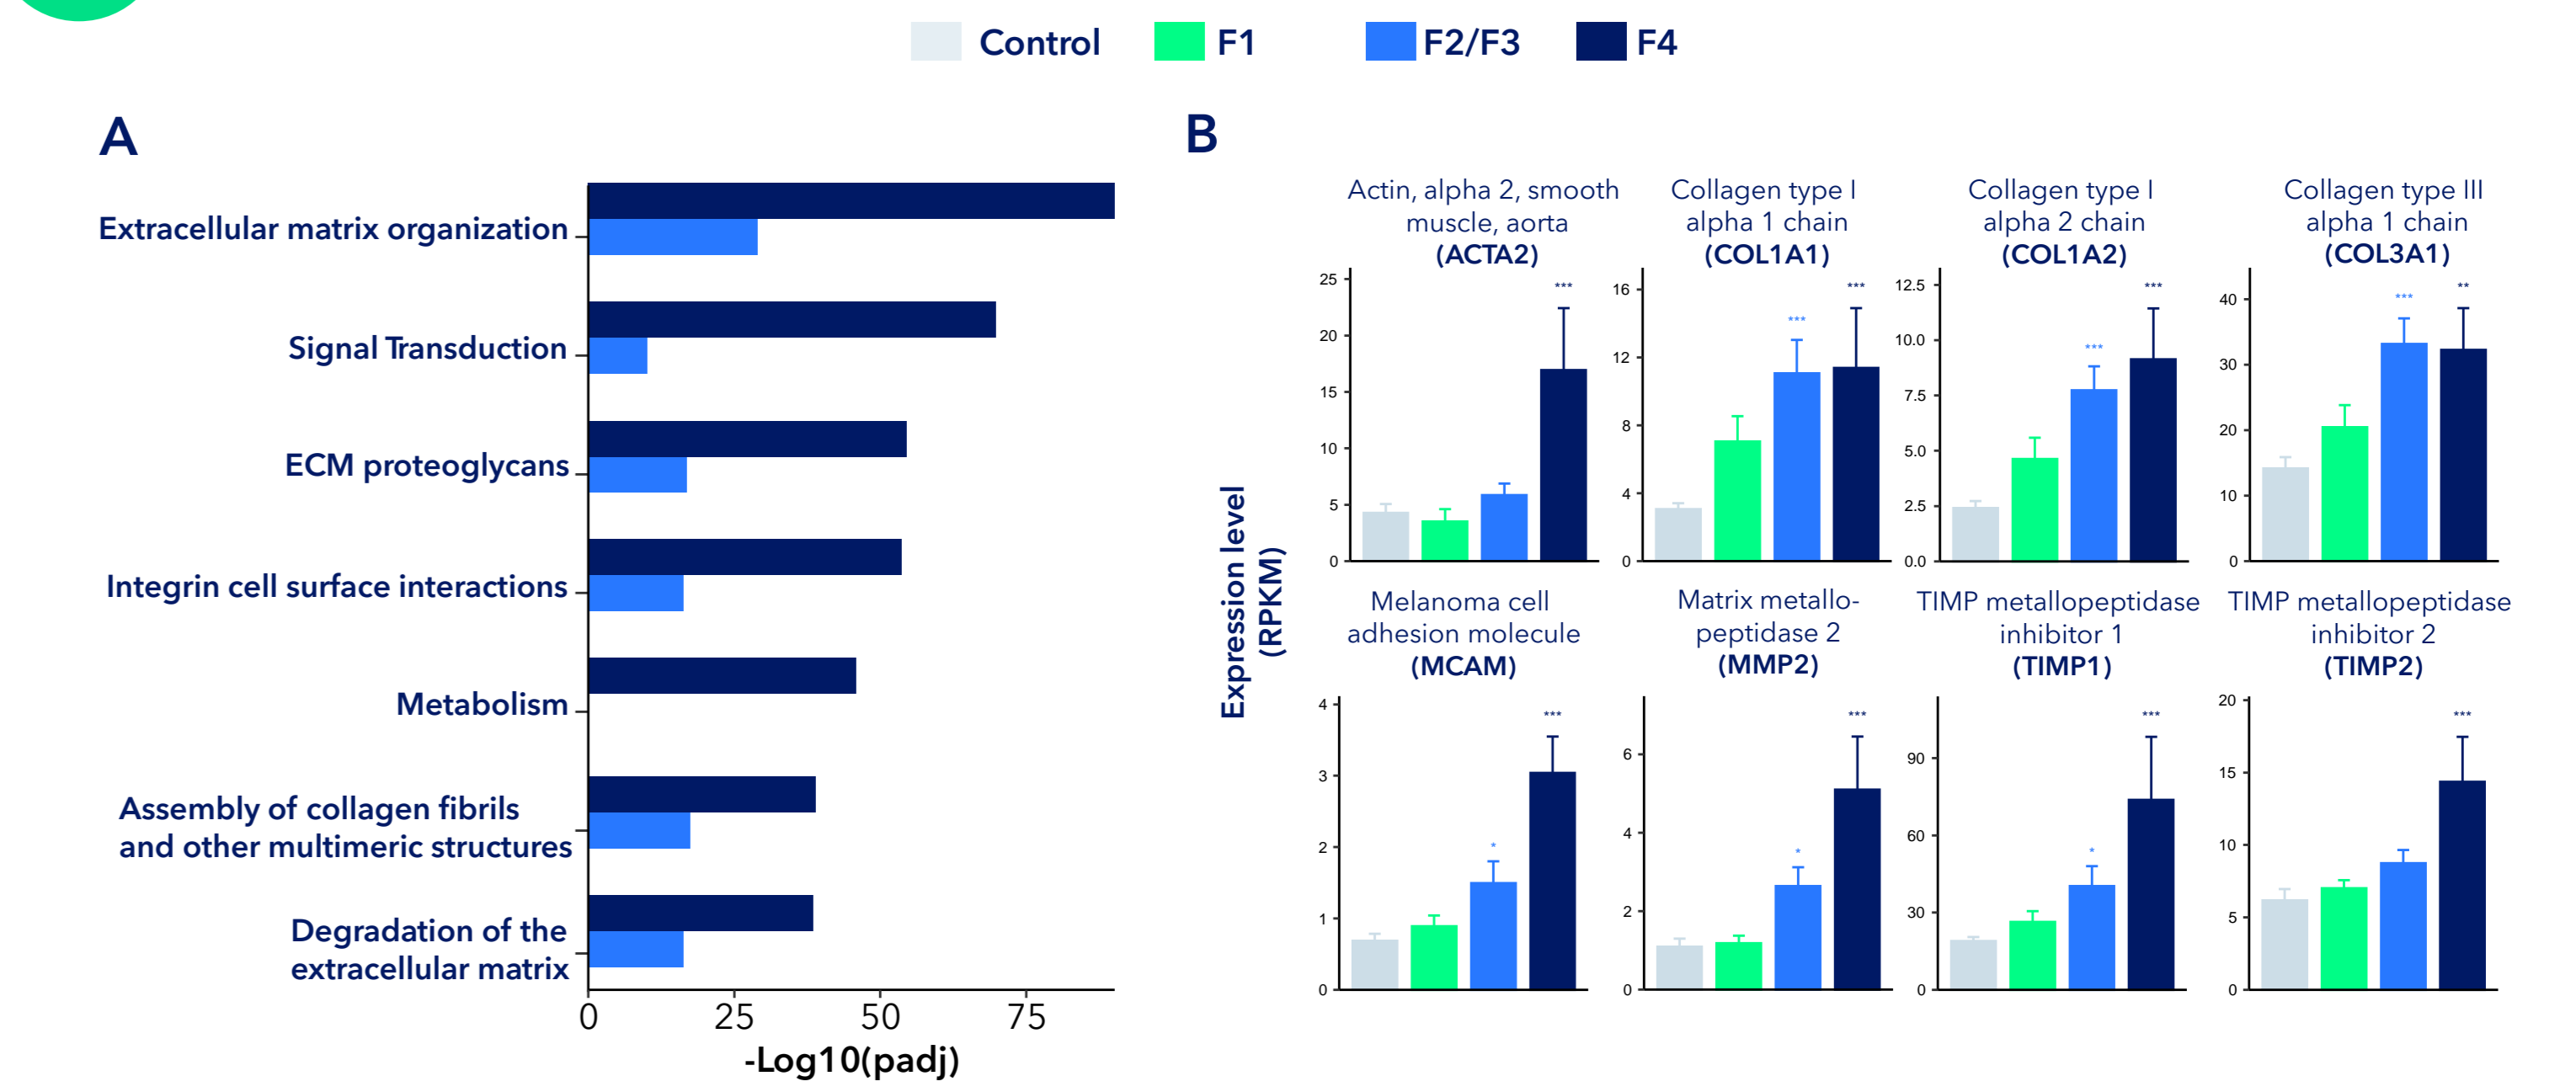 Control
F1
F2/F3
F4
A
Extracellular matrix organization
Signal Transduction
ECM proteoglycans
Integrin cell surface interactions
Metabolism
Assembly of collagen fibrils
and other multimeric structures
Degradation of the
extracellular matrix
0 25 50 75
-Log10(padj)
B
Expression level
(RPKM)
Actin, alpha 2, smooth
muscle, aorta
(ACTA2)
25
20
15
10
5
0
***
Collagen type I
alpha 1 chain
(COL1A1)
16
12
8
4
0
***
***
Collagen type I
alpha 2 chain
(COL1A2)
12.5
10.0
7.5
5.0
2.5
0.0
***
***
Collagen type III
alpha 1 chain
(COL3A1)
40
30
20
10
0
***
**
Melanoma cell
adhesion molecule
(MCAM)
4
3
2
1
0
*
***
Matrix metallo-
peptidase 2
(MMP2)
6
4
2
0
*
***
TIMP metallopeptidase
inhibitor 1
(TIMP1)
90
60
30
0
*
***
TIMP metallopeptidase
inhibitor 2
(TIMP2)
20
15
10
5
0
***